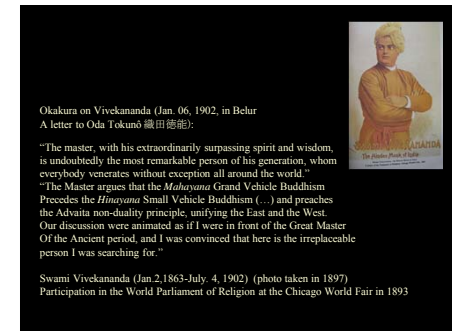 Okakura on Vivekananda (Jan. 06, 1902, in Belur
A letter to Oda Tokunô 織田徳能):
“The master, with his extraordinarily surpassing spirit and wisdom,
is undoubtedly the most remarkable person of his generation, whom
everybody venerates without exception all around the world.”
“The Master argues that the Mahayana Grand Vehicle Buddhism
Precedes the Hinayana Small Vehicle Buddhism (…) and preaches
the Advaita non-duality principle, unifying the East and the West.
Our discussion were animated as if I were in front of the Great Master
Of the Ancient period, and I was convinced that here is the irreplaceable
person I was searching for.”
Swami Vivekananda (Jan.2,1863-July. 4, 1902)  (photo taken in 1897)
Participation in the World Parliament of Religion at the Chicago World Fair in 1893